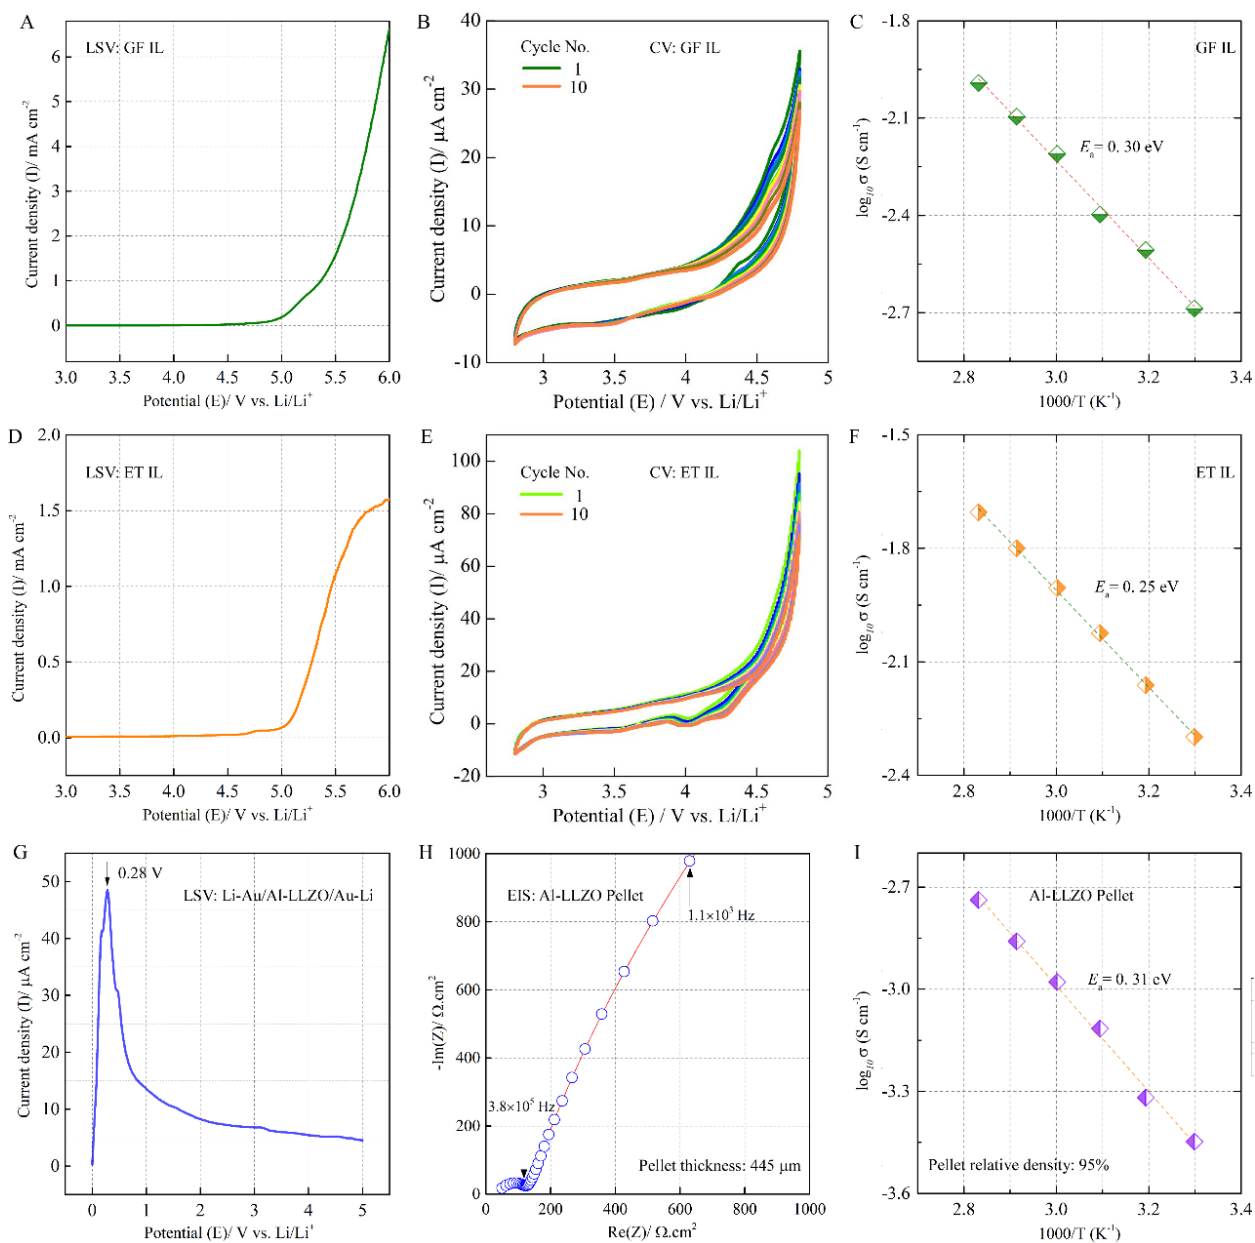 A
LSV: GF IL
Current density (I)/ mA cm⁻²
6
5
4
3
2
1
0
3.0 3.5 4.0 4.5 5.0 5.5 6.0
Potential (E)/ V vs. Li/Li⁺
B
Cycle No.
1
10
CV: GF IL
Current density (I)/ μA cm⁻²
40
30
20
10
0
-10
3 3.5 4 4.5 5
Potential (E) / V vs. Li/Li⁺
C
GF IL
Eₐ= 0. 30 eV
log₁₀ σ (S cm⁻¹)
-1.8
-2.1
-2.4
-2.7
2.8 3.0 3.2 3.4
1000/T (K⁻¹)
D
LSV: ET IL
Current density (I)/ mA cm⁻²
2.0
1.5
1.0
0.5
0.0
3.0 3.5 4.0 4.5 5.0 5.5 6.0
Potential (E)/ V vs. Li/Li⁺
E
Cycle No.
1
10
CV: ET IL
Current density (I)/ μA cm⁻²
100
80
60
40
20
0
-20
3 3.5 4 4.5 5
Potential (E) / V vs. Li/Li⁺
F
ET IL
Eₐ= 0. 25 eV
log₁₀ σ (S cm⁻¹)
-1.5
-1.8
-2.1
-2.4
2.8 3.0 3.2 3.4
1000/T (K⁻¹)
G
0.28 V
LSV: Li-Au/Al-LLZO/Au-Li
Current density (I)/ μA cm⁻²
50
40
30
20
10
0
0 1 2 3 4 5
Potential (E)/ V vs. Li/Li⁺
H
EIS: Al-LLZO Pellet
1.1×10³ Hz
3.8×10⁵ Hz
Pellet thickness: 445 μm
-Im(Z)/ Ω.cm²
1000
800
600
400
200
0
0 200 400 600 800 1000
Re(Z)/ Ω.cm²
I
Al-LLZO Pellet
Eₐ= 0. 31 eV
Pellet relative density: 95%
log₁₀ σ (S cm⁻¹)
-2.7
-3.0
-3.3
-3.6
2.8 3.0 3.2 3.4
1000/T (K⁻¹)